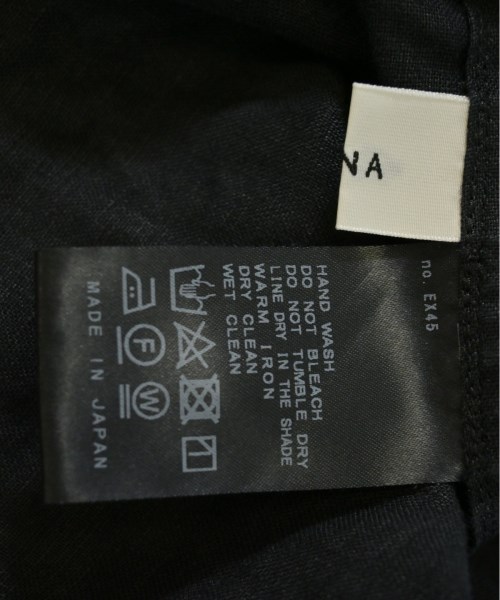 NA
no. EX45
HAND WASH
DO NOT BLEACH
DO NOT TUMBLE DRY
LINE DRY IN THE SHADE
WARM IRON
DRY CLEAN
WET CLEAN
F W
MADE IN JAPAN